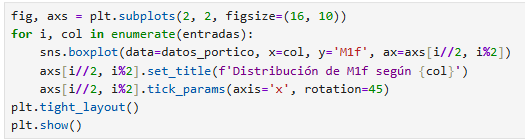 fig, axs = plt.subplots(2, 2, figsize=(16, 10))
for i, col in enumerate(entradas):
    sns.boxplot(data=datos_portico, x=col, y='M1f', ax=axs[i//2, i%2])
    axs[i//2, i%2].set_title(f'Distribución de M1f según {col}')
    axs[i//2, i%2].tick_params(axis='x', rotation=45)
plt.tight_layout()
plt.show()